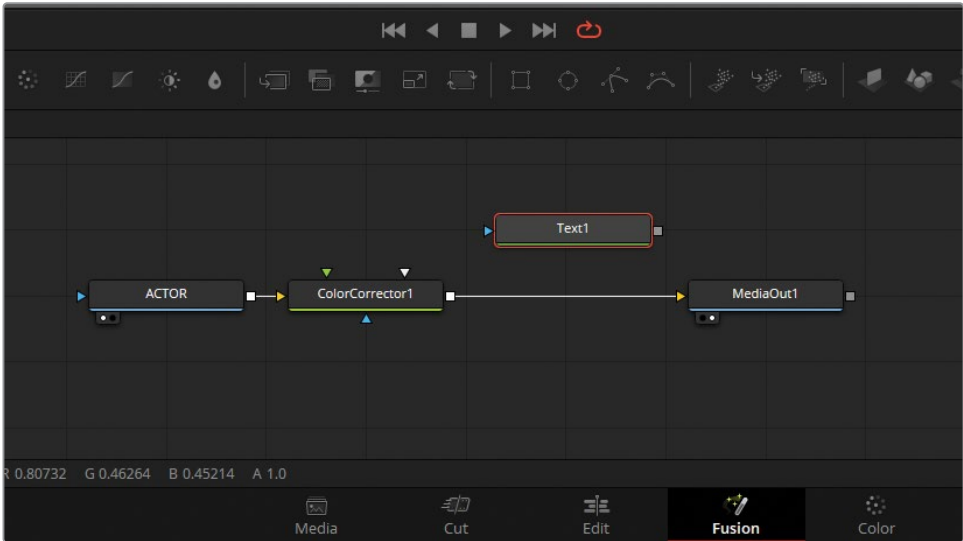 Text1
ACTOR ColorCorrector1 MediaOut1
R 0.80732 G 0.46264 B 0.45214 A 1.0
Media Cut Edit Fusion Color